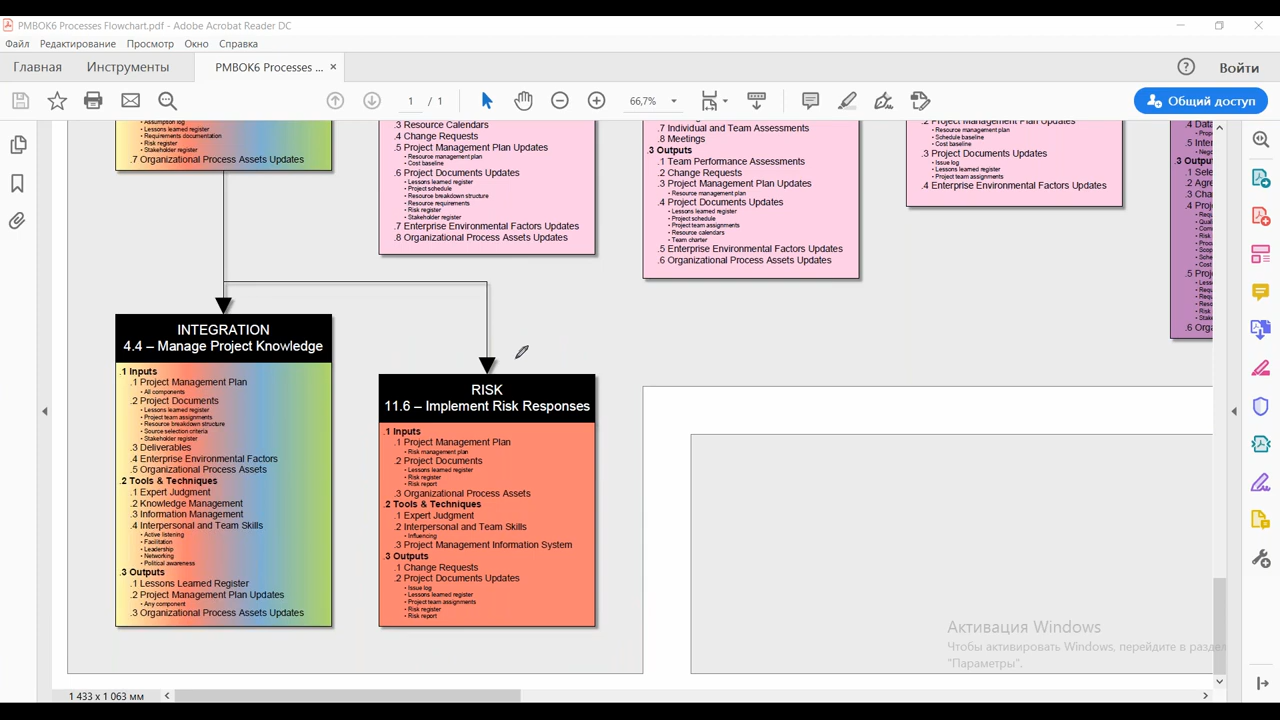 PMBOK6 Processes Flowchart.pdf - Adobe Acrobat Reader DC
Файл Редактирование Просмотр Окно Справка
Главная Инструменты PMBOK6 Processes ... × Войти
1 / 1 66,7% Общий доступ
Assumption log
• Lessons learned register
• Requirements documentation
• Risk register
• Stakeholder register
.7 Organizational Process Assets Updates
.3 Resource Calendars
.4 Change Requests
.5 Project Management Plan Updates
• Resource management plan
• Cost baseline
.6 Project Documents Updates
• Lessons learned register
• Project schedule
• Resource breakdown structure
• Resource requirements
• Risk register
• Stakeholder register
.7 Enterprise Environmental Factors Updates
.8 Organizational Process Assets Updates
.7 Individual and Team Assessments
.8 Meetings
.3 Outputs
.1 Team Performance Assessments
.2 Change Requests
.3 Project Management Plan Updates
• Resource management plan
.4 Project Documents Updates
• Lessons learned register
• Project schedule
• Project team assignments
• Resource calendars
• Team charter
.5 Enterprise Environmental Factors Updates
.6 Organizational Process Assets Updates
.2 Project Management Plan Updates
• Resource management plan
• Schedule baseline
• Cost baseline
.3 Project Documents Updates
• Issue log
• Lessons learned register
• Project team assignments
.4 Enterprise Environmental Factors Updates
INTEGRATION
4.4 – Manage Project Knowledge
.1 Inputs
.1 Project Management Plan
• All components
.2 Project Documents
• Lessons learned register
• Project team assignments
• Resource breakdown structure
• Source selection criteria
• Stakeholder register
.3 Deliverables
.4 Enterprise Environmental Factors
.5 Organizational Process Assets
.2 Tools & Techniques
.1 Expert Judgment
.2 Knowledge Management
.3 Information Management
.4 Interpersonal and Team Skills
• Active listening
• Facilitation
• Leadership
• Networking
• Political awareness
.3 Outputs
.1 Lessons Learned Register
.2 Project Management Plan Updates
• Any component
.3 Organizational Process Assets Updates
RISK
11.6 – Implement Risk Responses
.1 Inputs
.1 Project Management Plan
• Risk management plan
.2 Project Documents
• Lessons learned register
• Risk register
• Risk report
.3 Organizational Process Assets
.2 Tools & Techniques
.1 Expert Judgment
.2 Interpersonal and Team Skills
• Influencing
.3 Project Management Information System
.3 Outputs
.1 Change Requests
.2 Project Documents Updates
• Issue log
• Lessons learned register
• Project team assignments
• Risk register
• Risk report
Активация Windows
Чтобы активировать Windows, перейдите в раздел
"Параметры".
1 433 x 1 063 мм